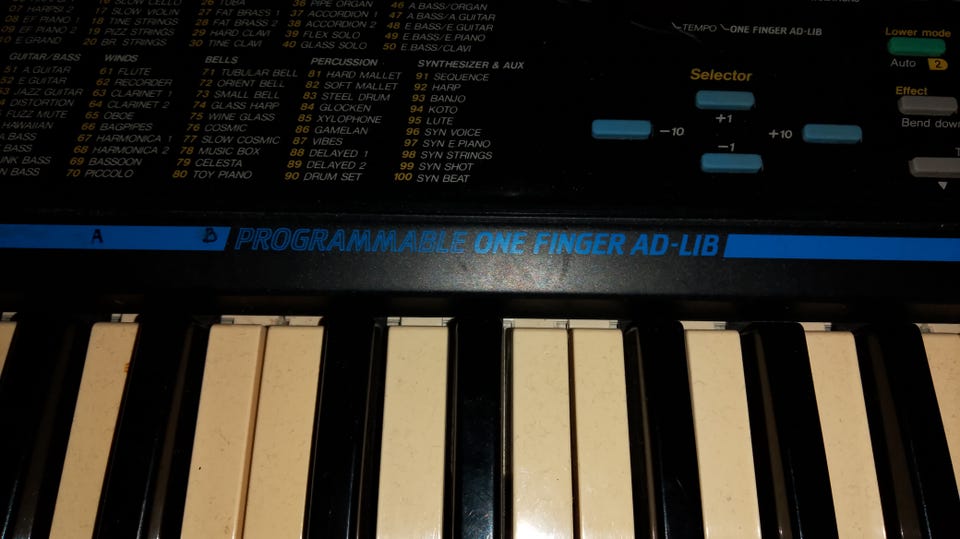 16 SLOW CELLO
26 TUBA
36 PIPE ORGAN
46 A.BASS/ORGAN
07 HARPSI 2
17 SLOW VIOLIN
27 FAT BRASS 1
37 ACCORDION 1
47 A.BASS/A.GUITAR
08 EF PIANO 1
18 TINE STRINGS
28 FAT BRASS 2
38 ACCORDION 2
48 E.BASS/E.GUITAR
09 EF PIANO 2
19 PIZZ STRINGS
29 HARD CLAVI
39 FLEX SOLO
49 E.BASS/E.PIANO
10 E GRAND
20 BR STRINGS
30 TINE CLAVI
40 GLASS SOLO
50 E.BASS/CLAVI
TEMPO
ONE FINGER AD-LIB
Lower mode
Auto 2
GUITAR/BASS
51 A GUITAR
52 E GUITAR
53 JAZZ GUITAR
54 DISTORTION
FUZZ MUTE
HAWAIIAN
BASS
BASS
BASS
BASS
WINDS
61 FLUTE
62 RECORDER
63 CLARINET 1
64 CLARINET 2
65 OBOE
66 BAGPIPES
67 HARMONICA 1
68 HARMONICA 2
69 BASSOON
70 PICCOLO
BELLS
71 TUBULAR BELL
72 ORIENT BELL
73 SMALL BELL
74 GLASS HARP
75 WINE GLASS
76 COSMIC
77 SLOW COSMIC
78 MUSIC BOX
79 CELESTA
80 TOY PIANO
PERCUSSION
81 HARD MALLET
82 SOFT MALLET
83 STEEL DRUM
84 GLOCKEN
85 XYLOPHONE
86 GAMELAN
87 VIBES
88 DELAYED 1
89 DELAYED 2
90 DRUM SET
SYNTHESIZER & AUX
91 SEQUENCE
92 HARP
93 BANJO
94 KOTO
95 LUTE
96 SYN VOICE
97 SYN E PIANO
98 SYN STRINGS
99 SYN SHOT
100 SYN BEAT
Selector
+1
-10
+10
-1
Effect
Bend down
A
B
PROGRAMMABLE ONE FINGER AD-LIB